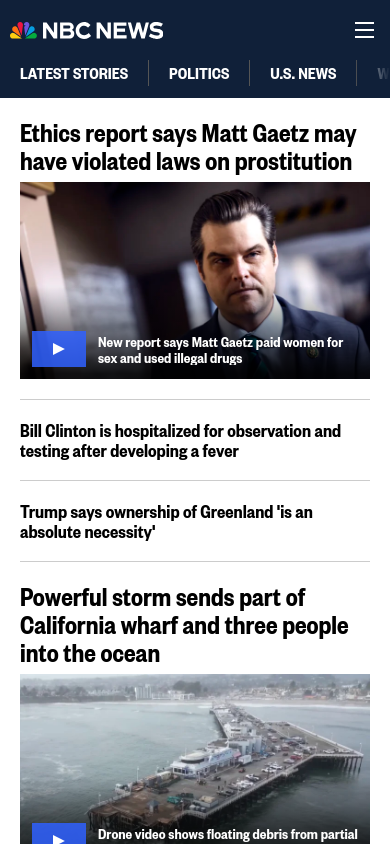 NBC NEWS
LATEST STORIES
POLITICS
U.S. NEWS
Ethics report says Matt Gaetz may
have violated laws on prostitution
New report says Matt Gaetz paid women for
sex and used illegal drugs
Bill Clinton is hospitalized for observation and
testing after developing a fever
Trump says ownership of Greenland 'is an
absolute necessity'
Powerful storm sends part of
California wharf and three people
into the ocean
Drone video shows floating debris from partial